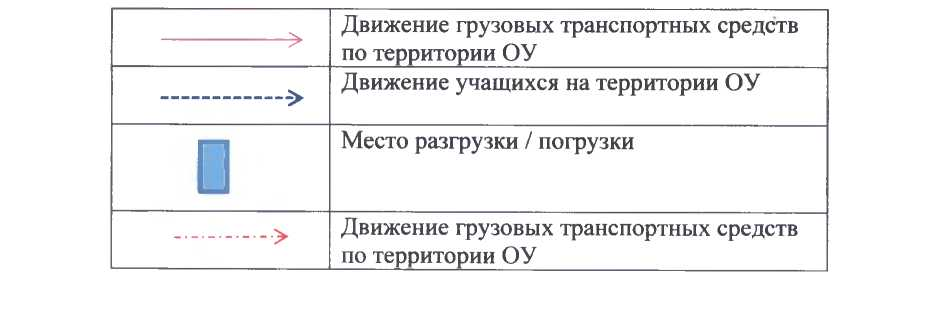 Движение грузовых транспортных средств
по территории ОУ
Движение учащихся на территории ОУ
Место разгрузки / погрузки
Движение грузовых транспортных средств
по территории ОУ